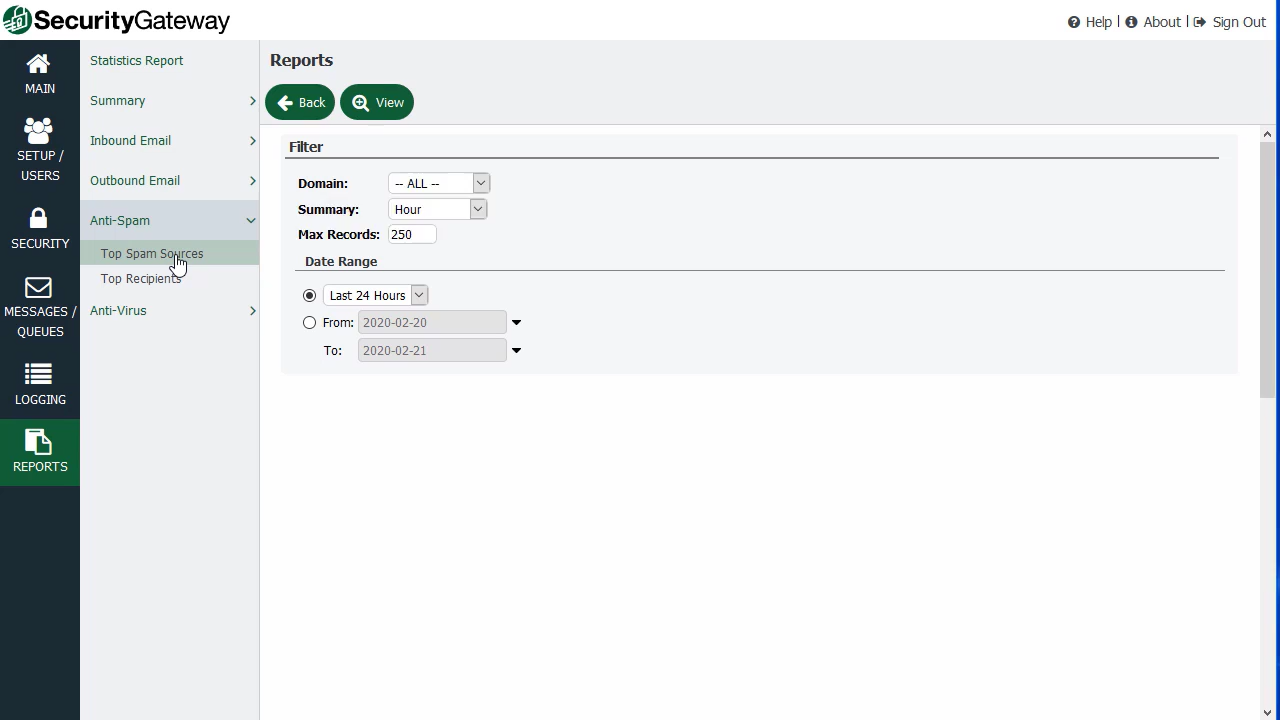 SecurityGateway
Help | About | Sign Out
MAIN
SETUP / USERS
SECURITY
MESSAGES / QUEUES
LOGGING
REPORTS
Statistics Report
Summary
Inbound Email
Outbound Email
Anti-Spam
Top Spam Sources
Top Recipients
Anti-Virus
Reports
Back
View
Filter
Domain: -- ALL --
Summary: Hour
Max Records: 250
Date Range
Last 24 Hours
From: 2020-02-20
To: 2020-02-21